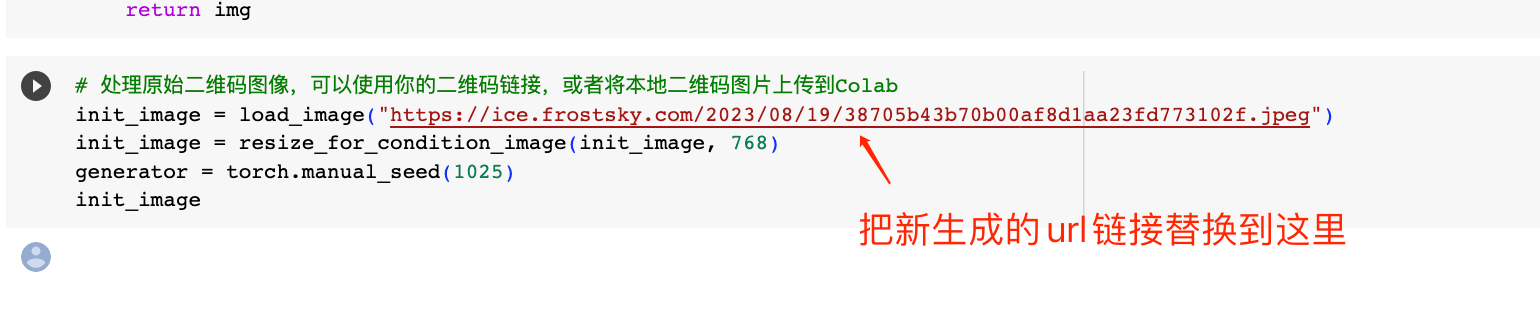 return img
# 处理原始二维码图像，可以使用你的二维码链接，或者将本地二维码图片上传到Colab
init_image = load_image("https://ice.frostsky.com/2023/08/19/38705b43b70b00af8d1aa23fd773102f.jpeg")
init_image = resize_for_condition_image(init_image, 768)
generator = torch.manual_seed(1025)
init_image
把新生成的url链接替换到这里